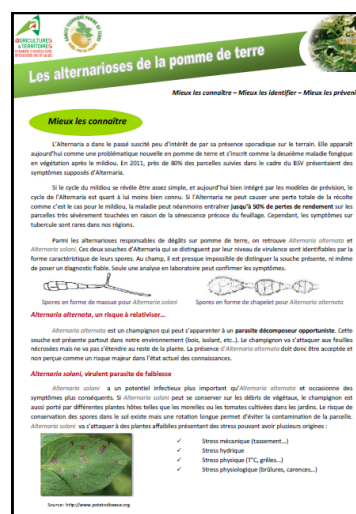 AGRICULTURES
& TERRITOIRES
Les alternarioses de la pomme de terre
Mieux les connaître – Mieux les identifier – Mieux les préveni
Mieux les connaître
L'Alternaria a dans le passé suscité peu d'intérêt de par sa présence sporadique sur le terrain. Elle apparaît
aujourd'hui comme une problématique nouvelle en pomme de terre et s'inscrit comme la deuxième maladie fongique
en végétation après le mildiou. En 2011, près de 80% des parcelles suivies dans le cadre du BSV présentaient des
symptômes supposés d'Alternaria.
Si le cycle du mildiou se révèle être assez simple, et aujourd'hui bien intégré par les modèles de prévision, le
cycle de l'Alternaria est quant à lui moins bien connu. Si l'Alternaria ne peut causer une perte totale de la récolte
comme c'est le cas pour le mildiou, la maladie peut néanmoins entraîner jusqu'à 50% de pertes de rendement sur les
parcelles très sévèrement touchées en raison de la sénescence précoce du feuillage. Cependant, les symptômes sur
tubercule sont rares dans nos régions.
Parmi les alternarioses responsables de dégâts sur pomme de terre, on retrouve Alternaria alternata et
Alternaria solani. Ces deux souches d'Alternaria qui se distinguent par leur niveau de virulence sont identifiables par la
forme caractéristique de leurs spores. Au champ, il est presque impossible de distinguer la souche présente, ni même
de poser un diagnostic fiable. Seule une analyse en laboratoire peut confirmer les symptômes.
Spores en forme de massue pour Alternaria solani
Spores en forme de chapelet pour Alternaria alternata
Alternaria alternata, un risque à relativiser…
Alternaria alternata est un champignon qui peut s'apparenter à un parasite décomposeur opportuniste. Cette
souche est présente partout dans notre environnement (bois, isolant, etc..). Le champignon va s'attaquer aux feuilles
nécrosées mais ne va pas s'étendre au reste de la plante. La présence d'Alternaria alternata doit donc être acceptée et
non perçue comme un risque majeur dans l'état actuel des connaissances.
Alternaria solani, virulent parasite de faiblesse
Alternaria solani a un potentiel infectieux plus important qu'Alternaria alternata et occasionne des
symptômes plus conséquents. Si Alternaria solani peut se conserver sur les débris de végétaux, le champignon est
aussi porté par différentes plantes hôtes telles que les morelles ou les tomates cultivées dans les jardins. Le risque de
conservation des spores dans le sol existe mais une rotation longue permet d'éviter la contamination de la parcelle.
Alternaria solani va s'attaquer à des plantes affaiblies présentant des stress pouvant avoir plusieurs origines :
✓ Stress mécanique (tassement…)
✓ Stress hydrique
✓ Stress physique (T°C, grêles…)
✓ Stress physiologique (brûlures, carences…)
Source : http://www.potatodisease.org